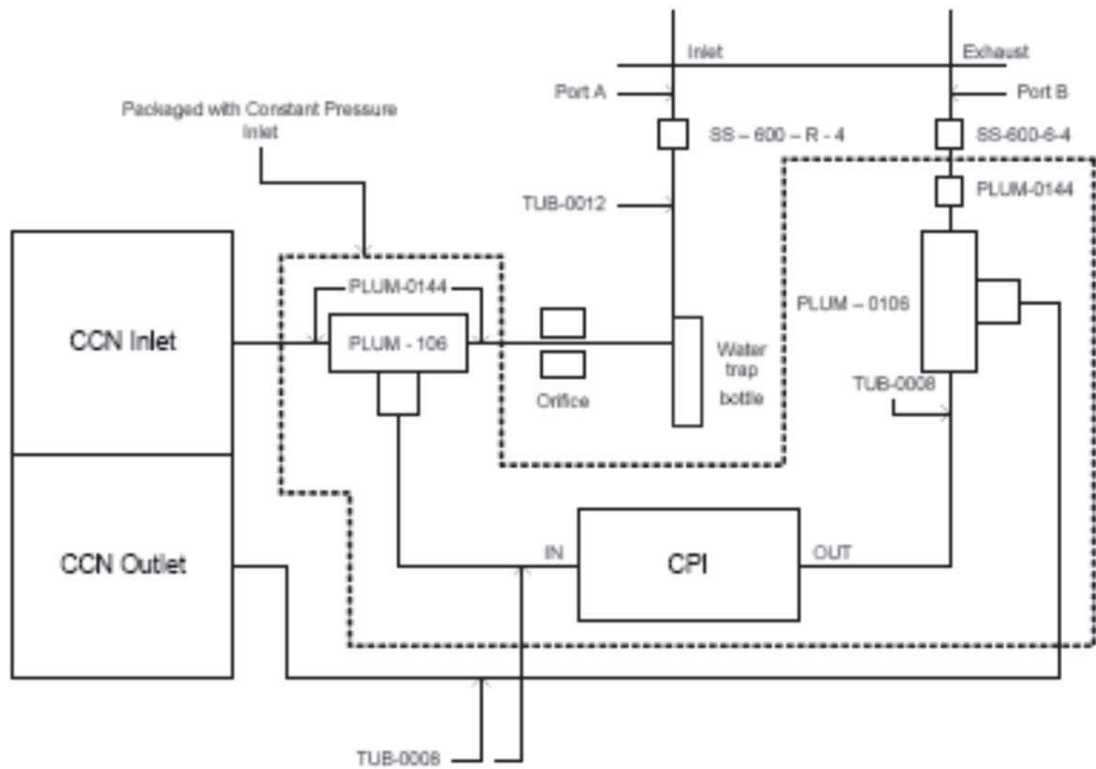 Inlet
Exhaust
Port A
Port B
Packaged with Constant Pressure
Inlet
SS – 600 – R - 4
SS-600-6-4
PLUM-0144
TUB-0012
PLUM-0144
PLUM – 0106
CCN Inlet
PLUM - 106
Water
trap
bottle
TUB-0008
Orifice
IN
CPI
OUT
CCN Outlet
TUB-0008